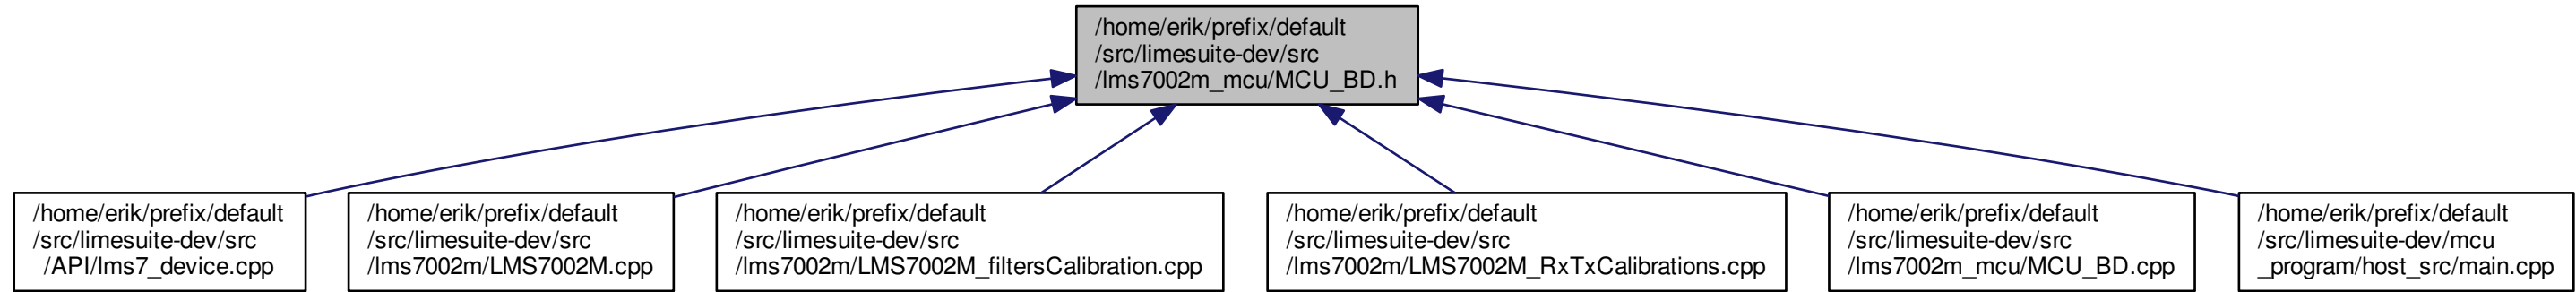 /home/erik/prefix/default
/src/limesuite-dev/src
/lms7002m_mcu/MCU_BD.h
/home/erik/prefix/default
/src/limesuite-dev/src
/API/lms7_device.cpp
/home/erik/prefix/default
/src/limesuite-dev/src
/lms7002m/LMS7002M.cpp
/home/erik/prefix/default
/src/limesuite-dev/src
/lms7002m/LMS7002M_filtersCalibration.cpp
/home/erik/prefix/default
/src/limesuite-dev/src
/lms7002m/LMS7002M_RxTxCalibrations.cpp
/home/erik/prefix/default
/src/limesuite-dev/src
/lms7002m_mcu/MCU_BD.cpp
/home/erik/prefix/default
/src/limesuite-dev/mcu
_program/host_src/main.cpp